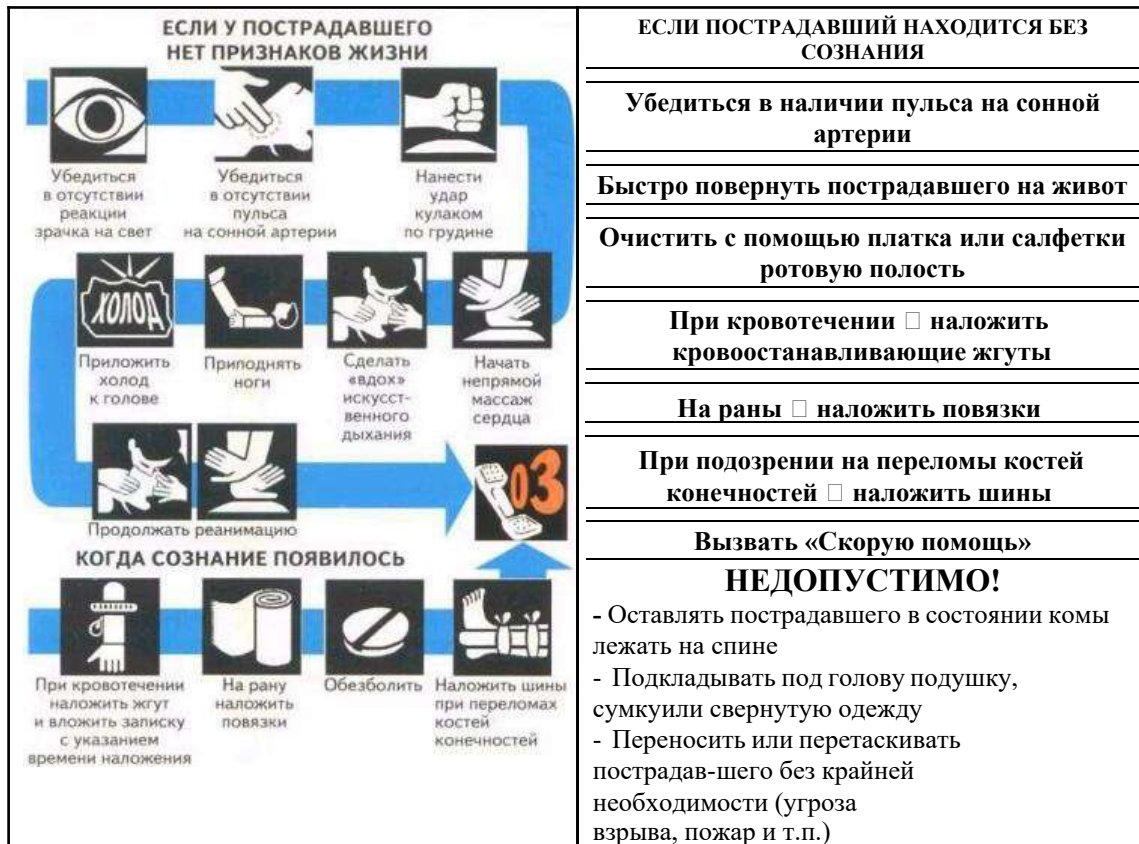 ЕСЛИ У ПОСТРАДАВШЕГО
НЕТ ПРИЗНАКОВ ЖИЗНИ
Убедиться
в отсутствии
реакции
зрачка на свет
Убедиться
в отсутствии
пульса
на сонной артерии
Нанести
удар
кулаком
по грудине
ХОЛОД
Приложить
холод
к голове
Приподнять
ноги
Сделать
«вдох»
искусст-
венного
дыхания
Начать
непрямой
массаж
сердца
Продолжать реанимацию
03
КОГДА СОЗНАНИЕ ПОЯВИЛОСЬ
При кровотечении
наложить жгут
и вложить записку
с указанием
времени наложения
На рану
наложить
повязки
Обезболить
Наложить шины
при переломах
костей
конечностей
ЕСЛИ ПОСТРАДАВШИЙ НАХОДИТСЯ БЕЗ
СОЗНАНИЯ
Убедиться в наличии пульса на сонной
артерии
Быстро повернуть пострадавшего на живот
Очистить с помощью платка или салфетки
ротовую полость
При кровотечении □ наложить
кровоостанавливающие жгуты
На раны □ наложить повязки
При подозрении на переломы костей
конечностей □ наложить шины
Вызвать «Скорую помощь»
НЕДОПУСТИМО!
- Оставлять пострадавшего в состоянии комы
лежать на спине
- Подкладывать под голову подушку,
сумкуили свернутую одежду
- Переносить или перетаскивать
пострадав-шего без крайней
необходимости (угроза
взрыва, пожар и т.п.)